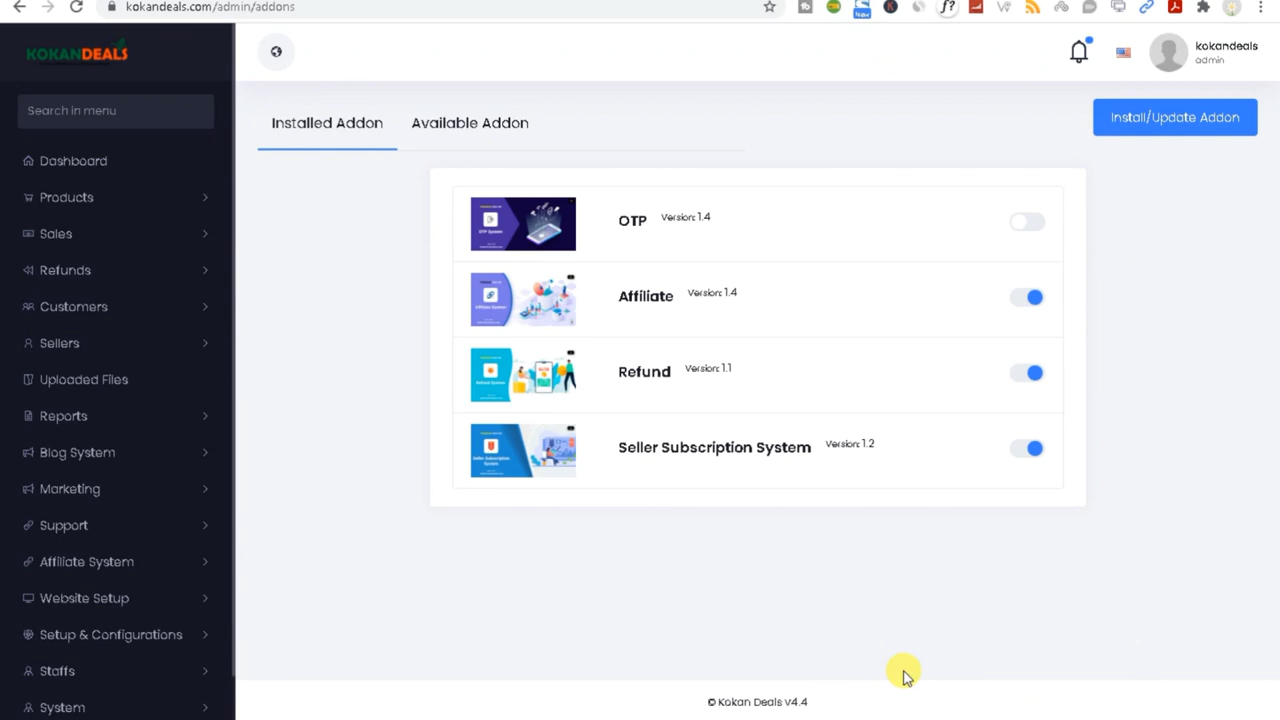 kokandeals.com/admin/addons
KOKANDEALS
kokandeals
admin
Search in menu
Installed Addon
Available Addon
Install/Update Addon
Dashboard
Products
Sales
Refunds
Customers
Sellers
Uploaded Files
Reports
Blog System
Marketing
Support
Affiliate System
Website Setup
Setup & Configurations
Staffs
System
OTP Version: 1.4
Affiliate Version: 1.4
Refund Version: 1.1
Seller Subscription System Version: 1.2
© Kokan Deals v4.4